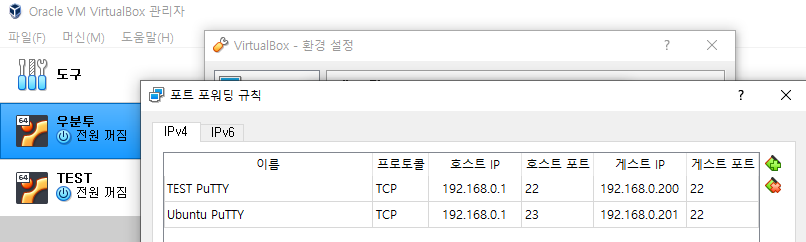 Oracle VM VirtualBox 관리자
파일(F) 머신(M) 도움말(H)
VirtualBox - 환경 설정 ?
도구
포트 포워딩 규칙 ?
64 우분투
전원 꺼짐
IPv4 IPv6
이름 프로토콜 호스트 IP 호스트 포트 게스트 IP 게스트 포트
64 TEST
전원 꺼짐
TEST PuTTY TCP 192.168.0.1 22 192.168.0.200 22
Ubuntu PuTTY TCP 192.168.0.1 23 192.168.0.201 22